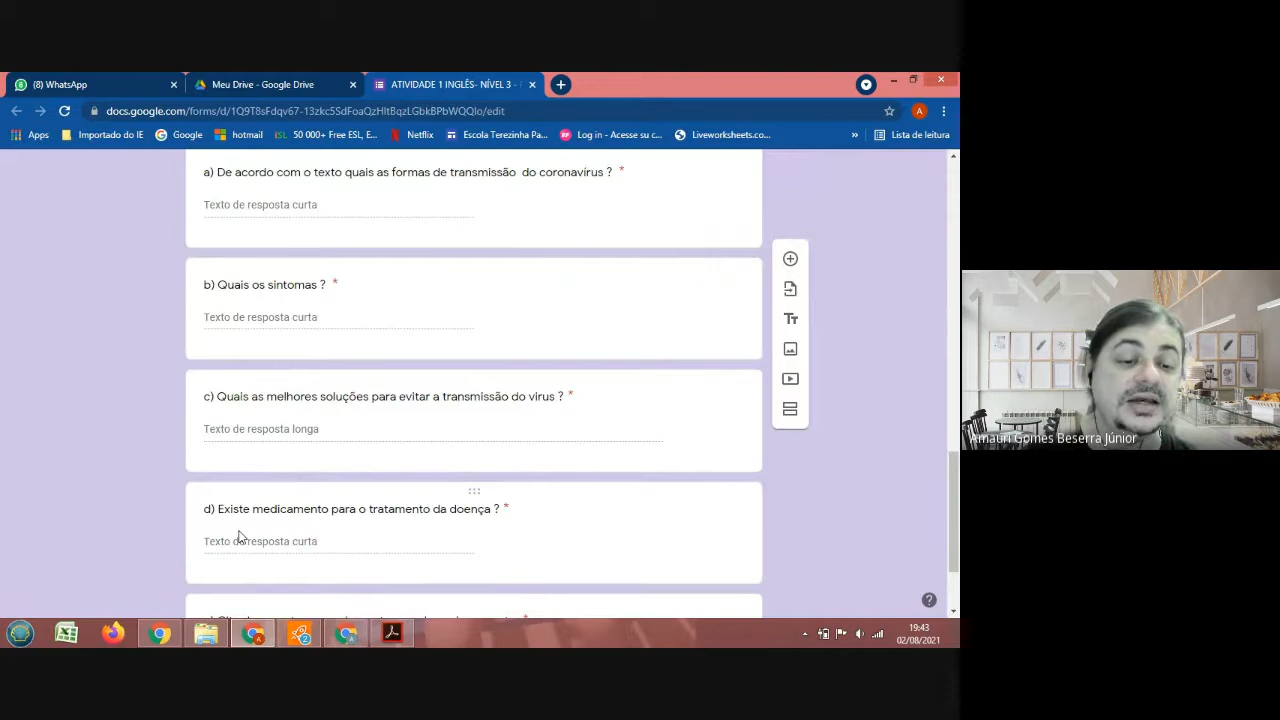 (8) WhatsApp
Meu Drive - Google Drive
ATIVIDADE 1 INGLÊS- NÍVEL 3 -
docs.google.com/forms/d/1Q9T8sFdqv67-13zkc5SdFoaQzHltBqzLGbkBPbWQQlo/edit
Apps
Importado do IE
Google
hotmail
iSL 50 000+ Free ESL, E...
Netflix
Escola Terezinha Pa...
Log in - Acesse su c...
Liveworksheets.co...
»
Lista de leitura
a) De acordo com o texto quais as formas de transmissão do coronavírus ? *
Texto de resposta curta
b) Quais os sintomas ? *
Texto de resposta curta
c) Quais as melhores soluções para evitar a transmissão do virus ? *
Texto de resposta longa
d) Existe medicamento para o tratamento da doença ? *
Texto de resposta curta
Amauri Gomes Beserra Júnior
19:43
02/08/2021